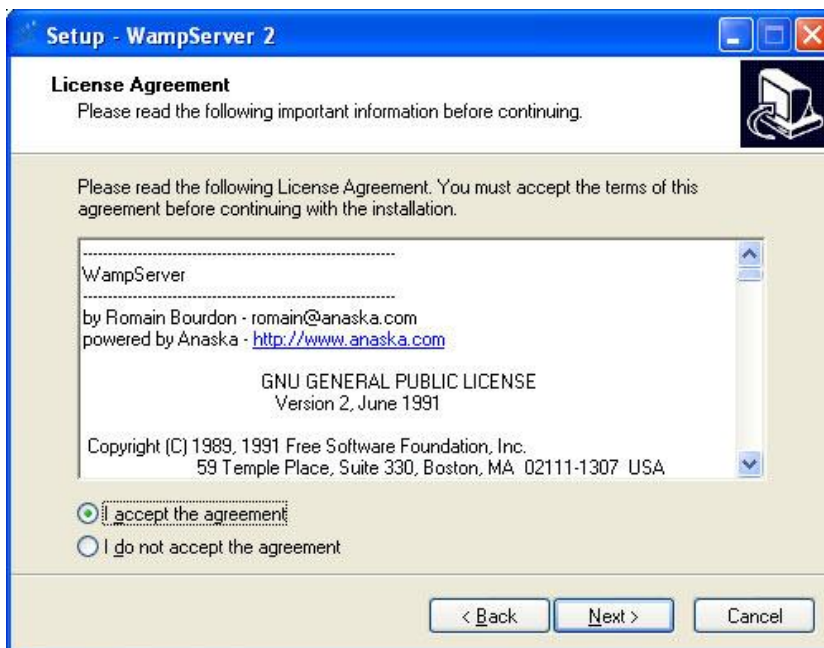 Setup - WampServer 2
License Agreement
Please read the following important information before continuing.
Please read the following License Agreement. You must accept the terms of this
agreement before continuing with the installation.
------------------------------------------------------------
WampServer
------------------------------------------------------------
by Romain Bourdon - romain@anaska.com
powered by Anaska - http://www.anaska.com
GNU GENERAL PUBLIC LICENSE
Version 2, June 1991
Copyright (C) 1989, 1991 Free Software Foundation, Inc.
59 Temple Place, Suite 330, Boston, MA 02111-1307 USA
I accept the agreement
I do not accept the agreement
< Back
Next >
Cancel